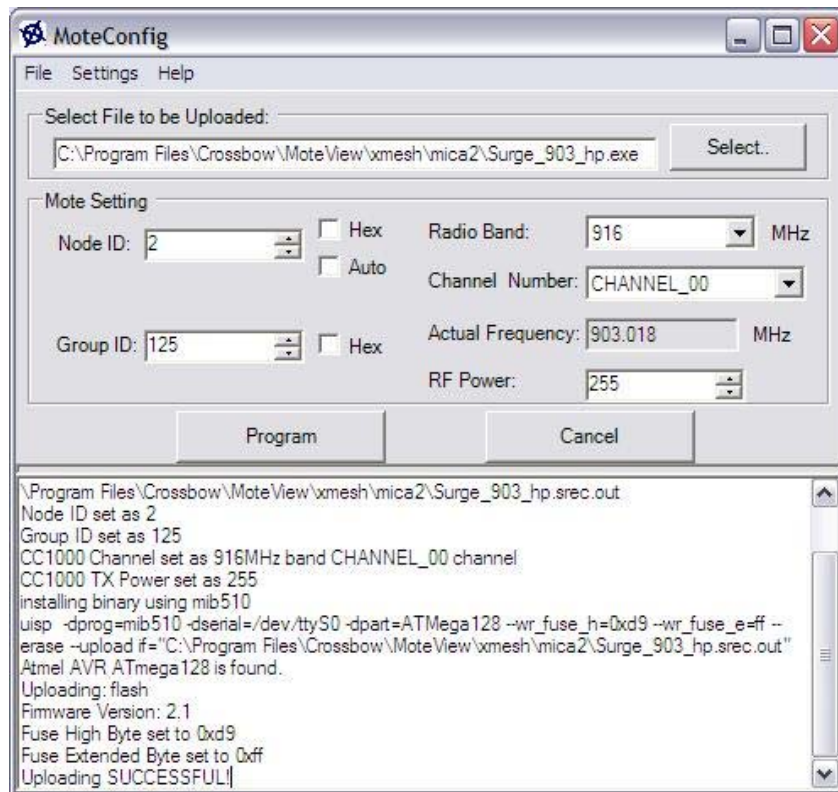 MoteConfig
File Settings Help
Select File to be Uploaded:
C:\Program Files\Crossbow\MoteView\xmesh\mica2\Surge_903_hp.exe
Select..
Mote Setting
Node ID: 2
Hex
Auto
Radio Band: 916 MHz
Channel Number: CHANNEL_00
Group ID: 125
Hex
Actual Frequency: 903.018 MHz
RF Power: 255
Program
Cancel
\Program Files\Crossbow\MoteView\xmesh\mica2\Surge_903_hp.srec.out
Node ID set as 2
Group ID set as 125
CC1000 Channel set as 916MHz band CHANNEL_00 channel
CC1000 TX Power set as 255
installing binary using mib510
uisp -dprog=mib510 -dserial=/dev/ttyS0 -dpart=ATMega128 --wr_fuse_h=0xd9 --wr_fuse_e=ff --
erase --upload if="C:\Program Files\Crossbow\MoteView\xmesh\mica2\Surge_903_hp.srec.out"
Atmel AVR ATmega128 is found.
Uploading: flash
Firmware Version: 2.1
Fuse High Byte set to 0xd9
Fuse Extended Byte set to 0xff
Uploading SUCCESSFUL!